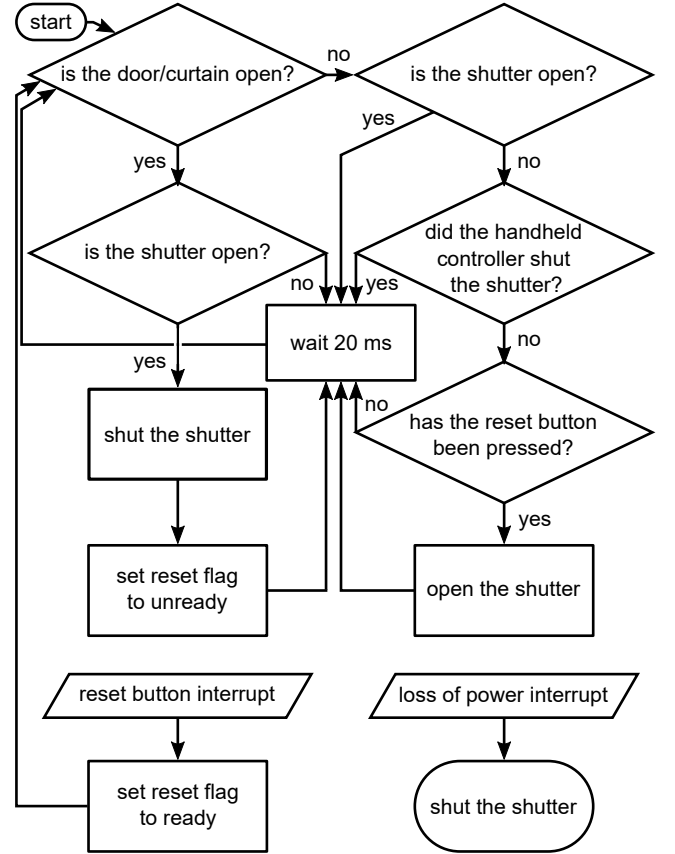 start
is the door/curtain open?
no
is the shutter open?
yes
yes
no
is the shutter open?
did the handheld
controller shut
the shutter?
no
yes
wait 20 ms
no
yes
shut the shutter
no
has the reset button
been pressed?
yes
set reset flag
to unready
open the shutter
reset button interrupt
loss of power interrupt
set reset flag
to ready
shut the shutter